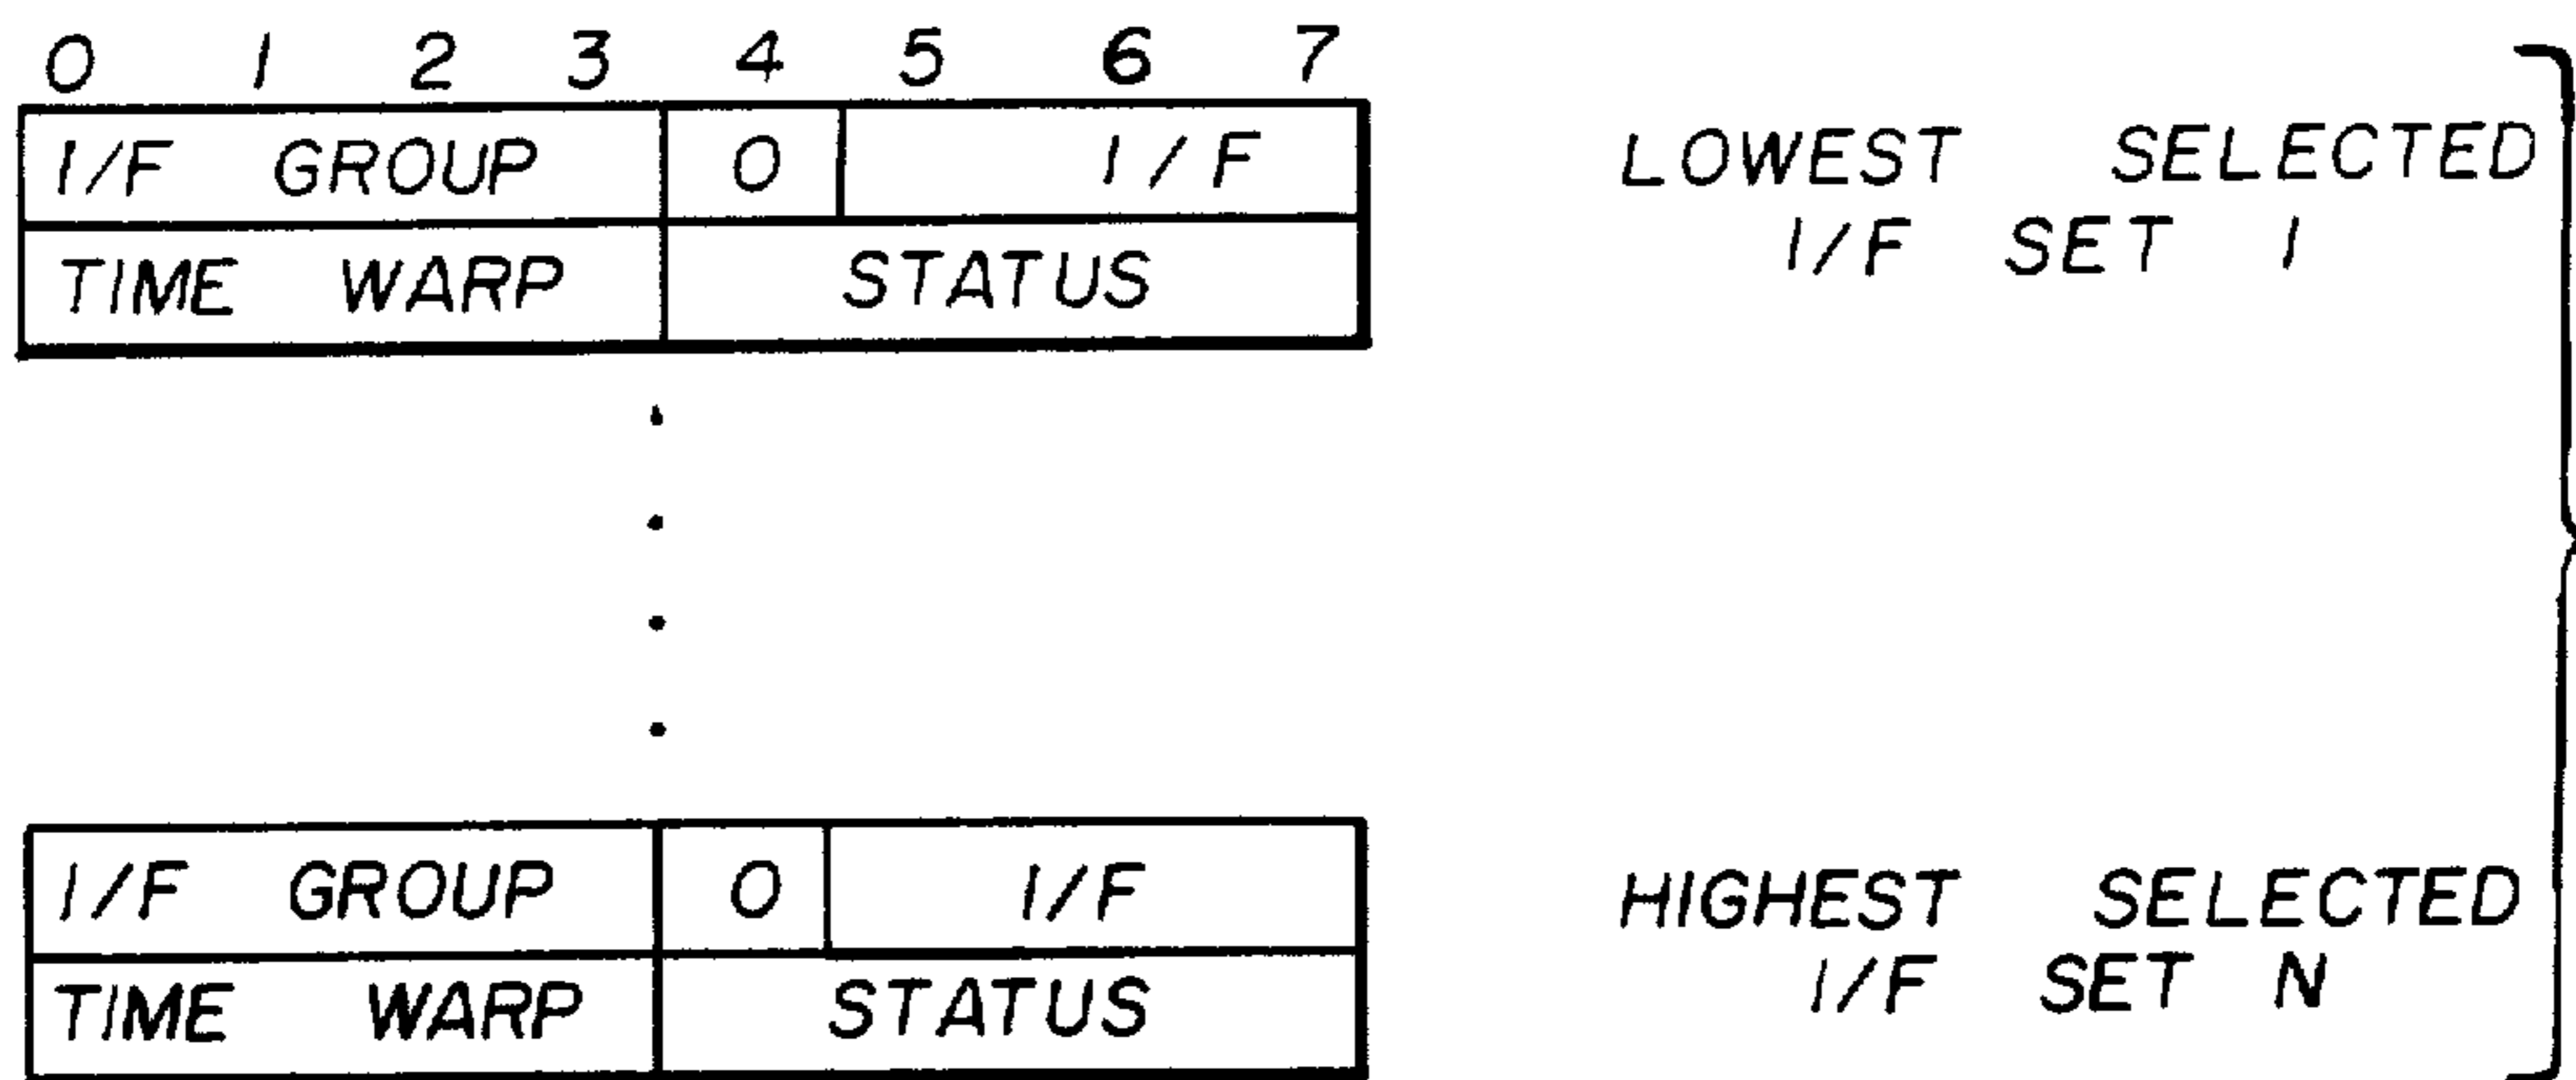 0 1 2 3 4 5 6 7
I/F GROUP 0 I/F
TIME WARP STATUS
LOWEST SELECTED
I/F SET 1
I/F GROUP 0 I/F
TIME WARP STATUS
HIGHEST SELECTED
I/F SET N